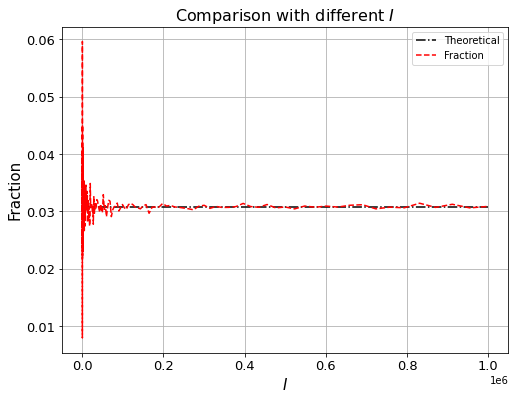 Comparison with different I
Theoretical
Fraction
0.06
0.05
0.04
0.03
0.02
0.01
Fraction
0.0 0.2 0.4 0.6 0.8 1.0
1e6
I